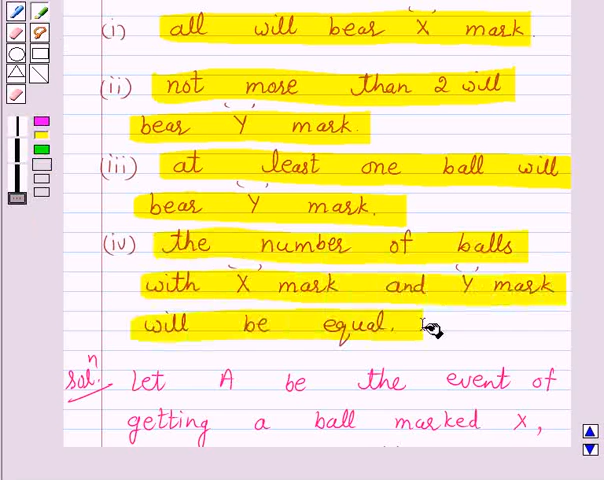 (i) all will bear 'X' mark.
(ii) not more than 2 will
bear 'Y' mark.
(iii) at least one ball will
bear 'Y' mark.
(iv) the number of balls
with 'X' mark and 'Y' mark
will be equal.
Solⁿ. Let A be the event of
getting a ball marked X,